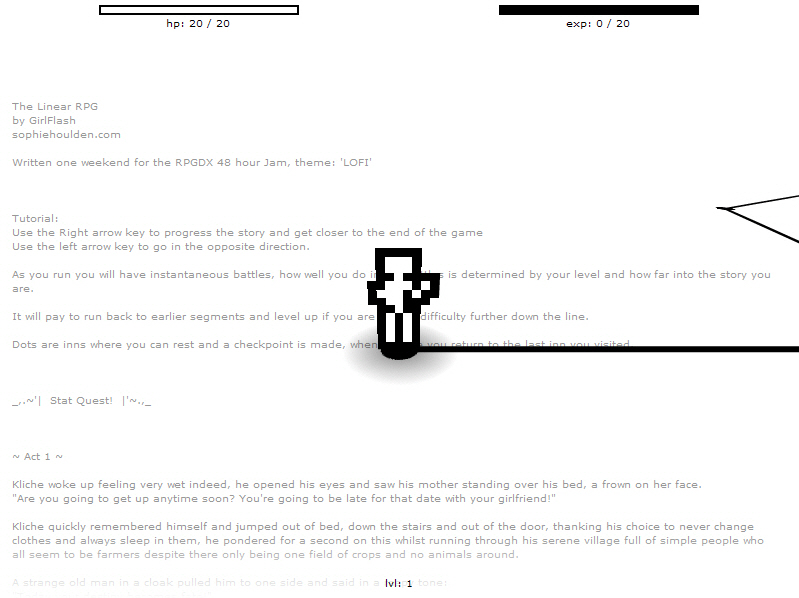 hp: 20 / 20
exp: 0 / 20
The Linear RPG
by GirlFlash
sophiehoulden.com
Written one weekend for the RPGDX 48 hour Jam, theme: 'LOFI'
Tutorial:
Use the Right arrow key to progress the story and get closer to the end of the game
Use the left arrow key to go in the opposite direction.
As you run you will have instantaneous battles, how well you do is determined by your level and how far into the story you
are.
It will pay to run back to earlier segments and level up if you are difficulty further down the line.
Dots are inns where you can rest and a checkpoint is made, when you return to the last inn you visited.
_,.~'| Stat Quest! |'~.,_
~ Act 1 ~
Kliche woke up feeling very wet indeed, he opened his eyes and saw his mother standing over his bed, a frown on her face.
"Are you going to get up anytime soon? You're going to be late for that date with your girlfriend!"
Kliche quickly remembered himself and jumped out of bed, down the stairs and out of the door, thanking his choice to never change
clothes and always sleep in them, he pondered for a second on this whilst running through his serene village full of simple people who
all seem to be farmers despite there only being one field of crops and no animals around.
A strange old man in a cloak pulled him to one side and said in a tone:
lvl: 1